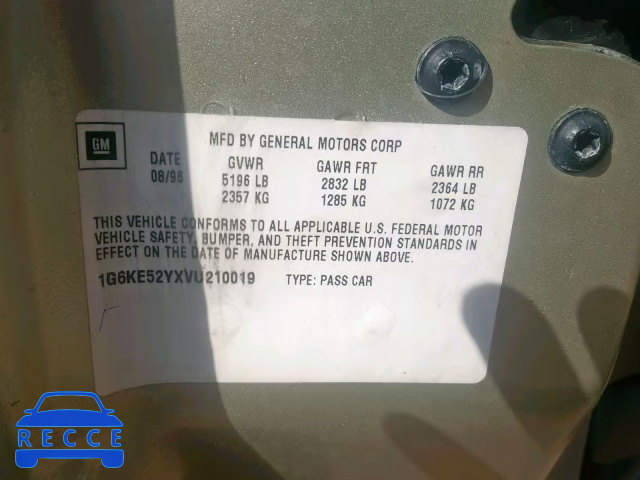 GM
MFD BY GENERAL MOTORS CORP
DATE GVWR GAWR FRT GAWR RR
08/96 5196 LB 2832 LB 2364 LB
2357 KG 1285 KG 1072 KG
THIS VEHICLE CONFORMS TO ALL APPLICABLE U.S. FEDERAL MOTOR
VEHICLE SAFETY, BUMPER, AND THEFT PREVENTION STANDARDS IN
EFFECT ON THE DATE OF MANUFACTURE SHOWN ABOVE.
1G6KE52YXVU210019 TYPE: PASS CAR
RECCE